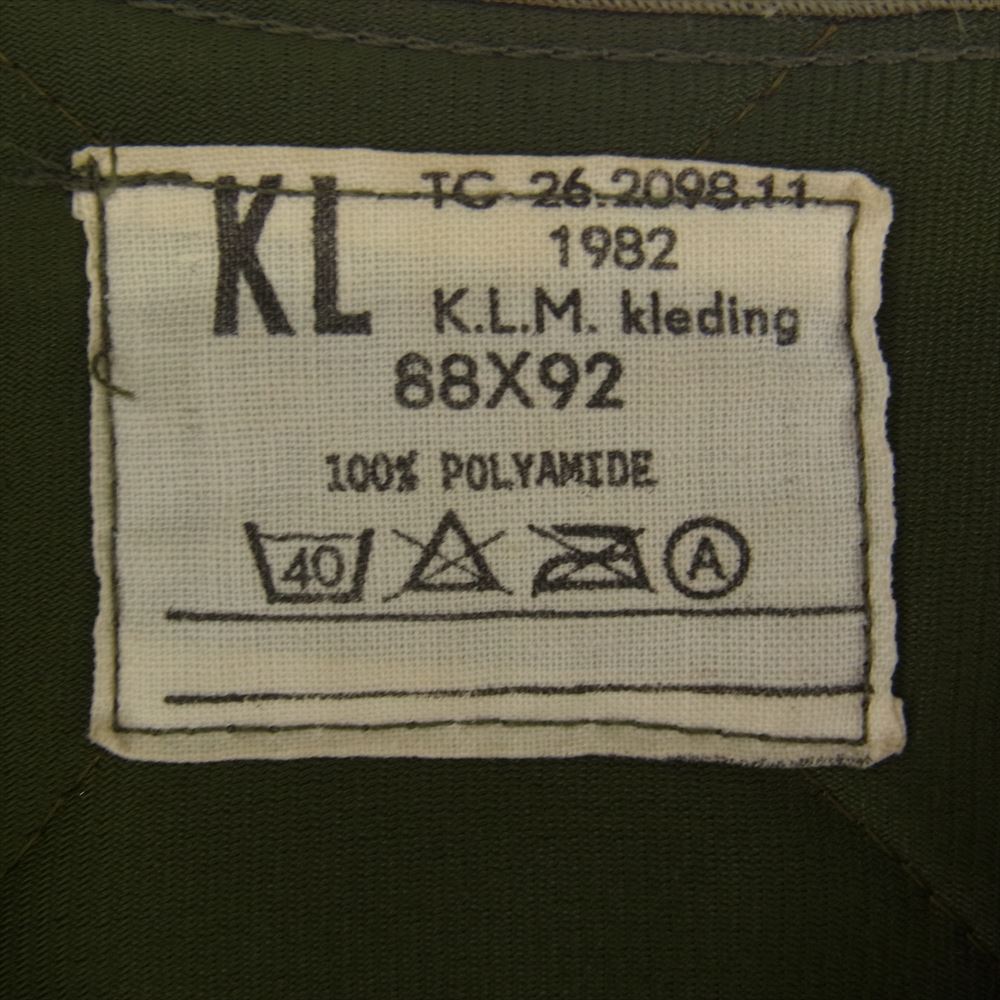 KL
TC 26.2098.11
1982
K.L.M. kleding
88X92
100% POLYAMIDE
40 A